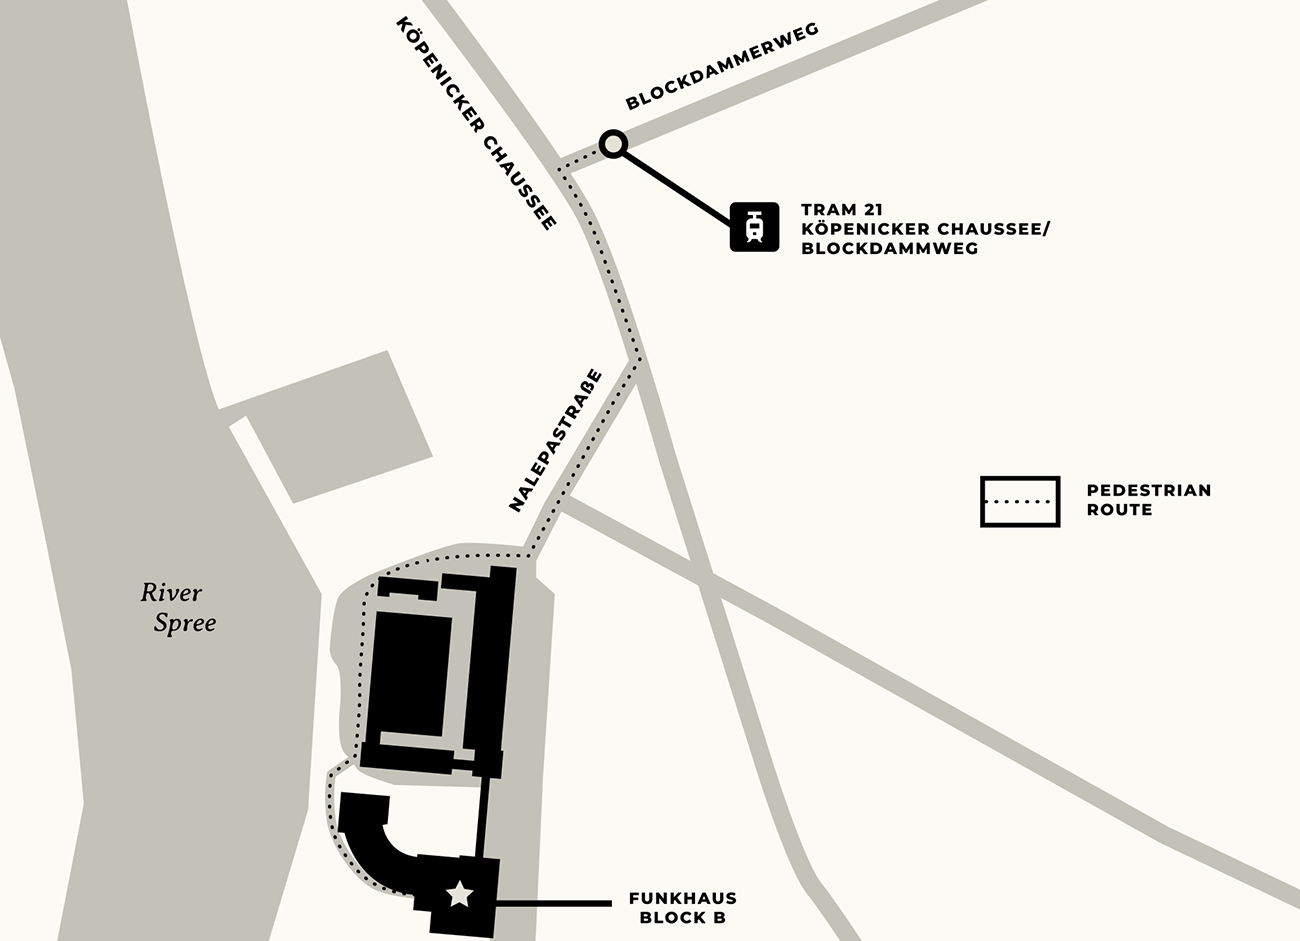 KÖPENICKER CHAUSSEE
BLOCKDAMMERWEG
TRAM 21
KÖPENICKER CHAUSSEE/
BLOCKDAMMWEG
NALEPASTRAßE
PEDESTRIAN
ROUTE
River
Spree
FUNKHAUS
BLOCK B